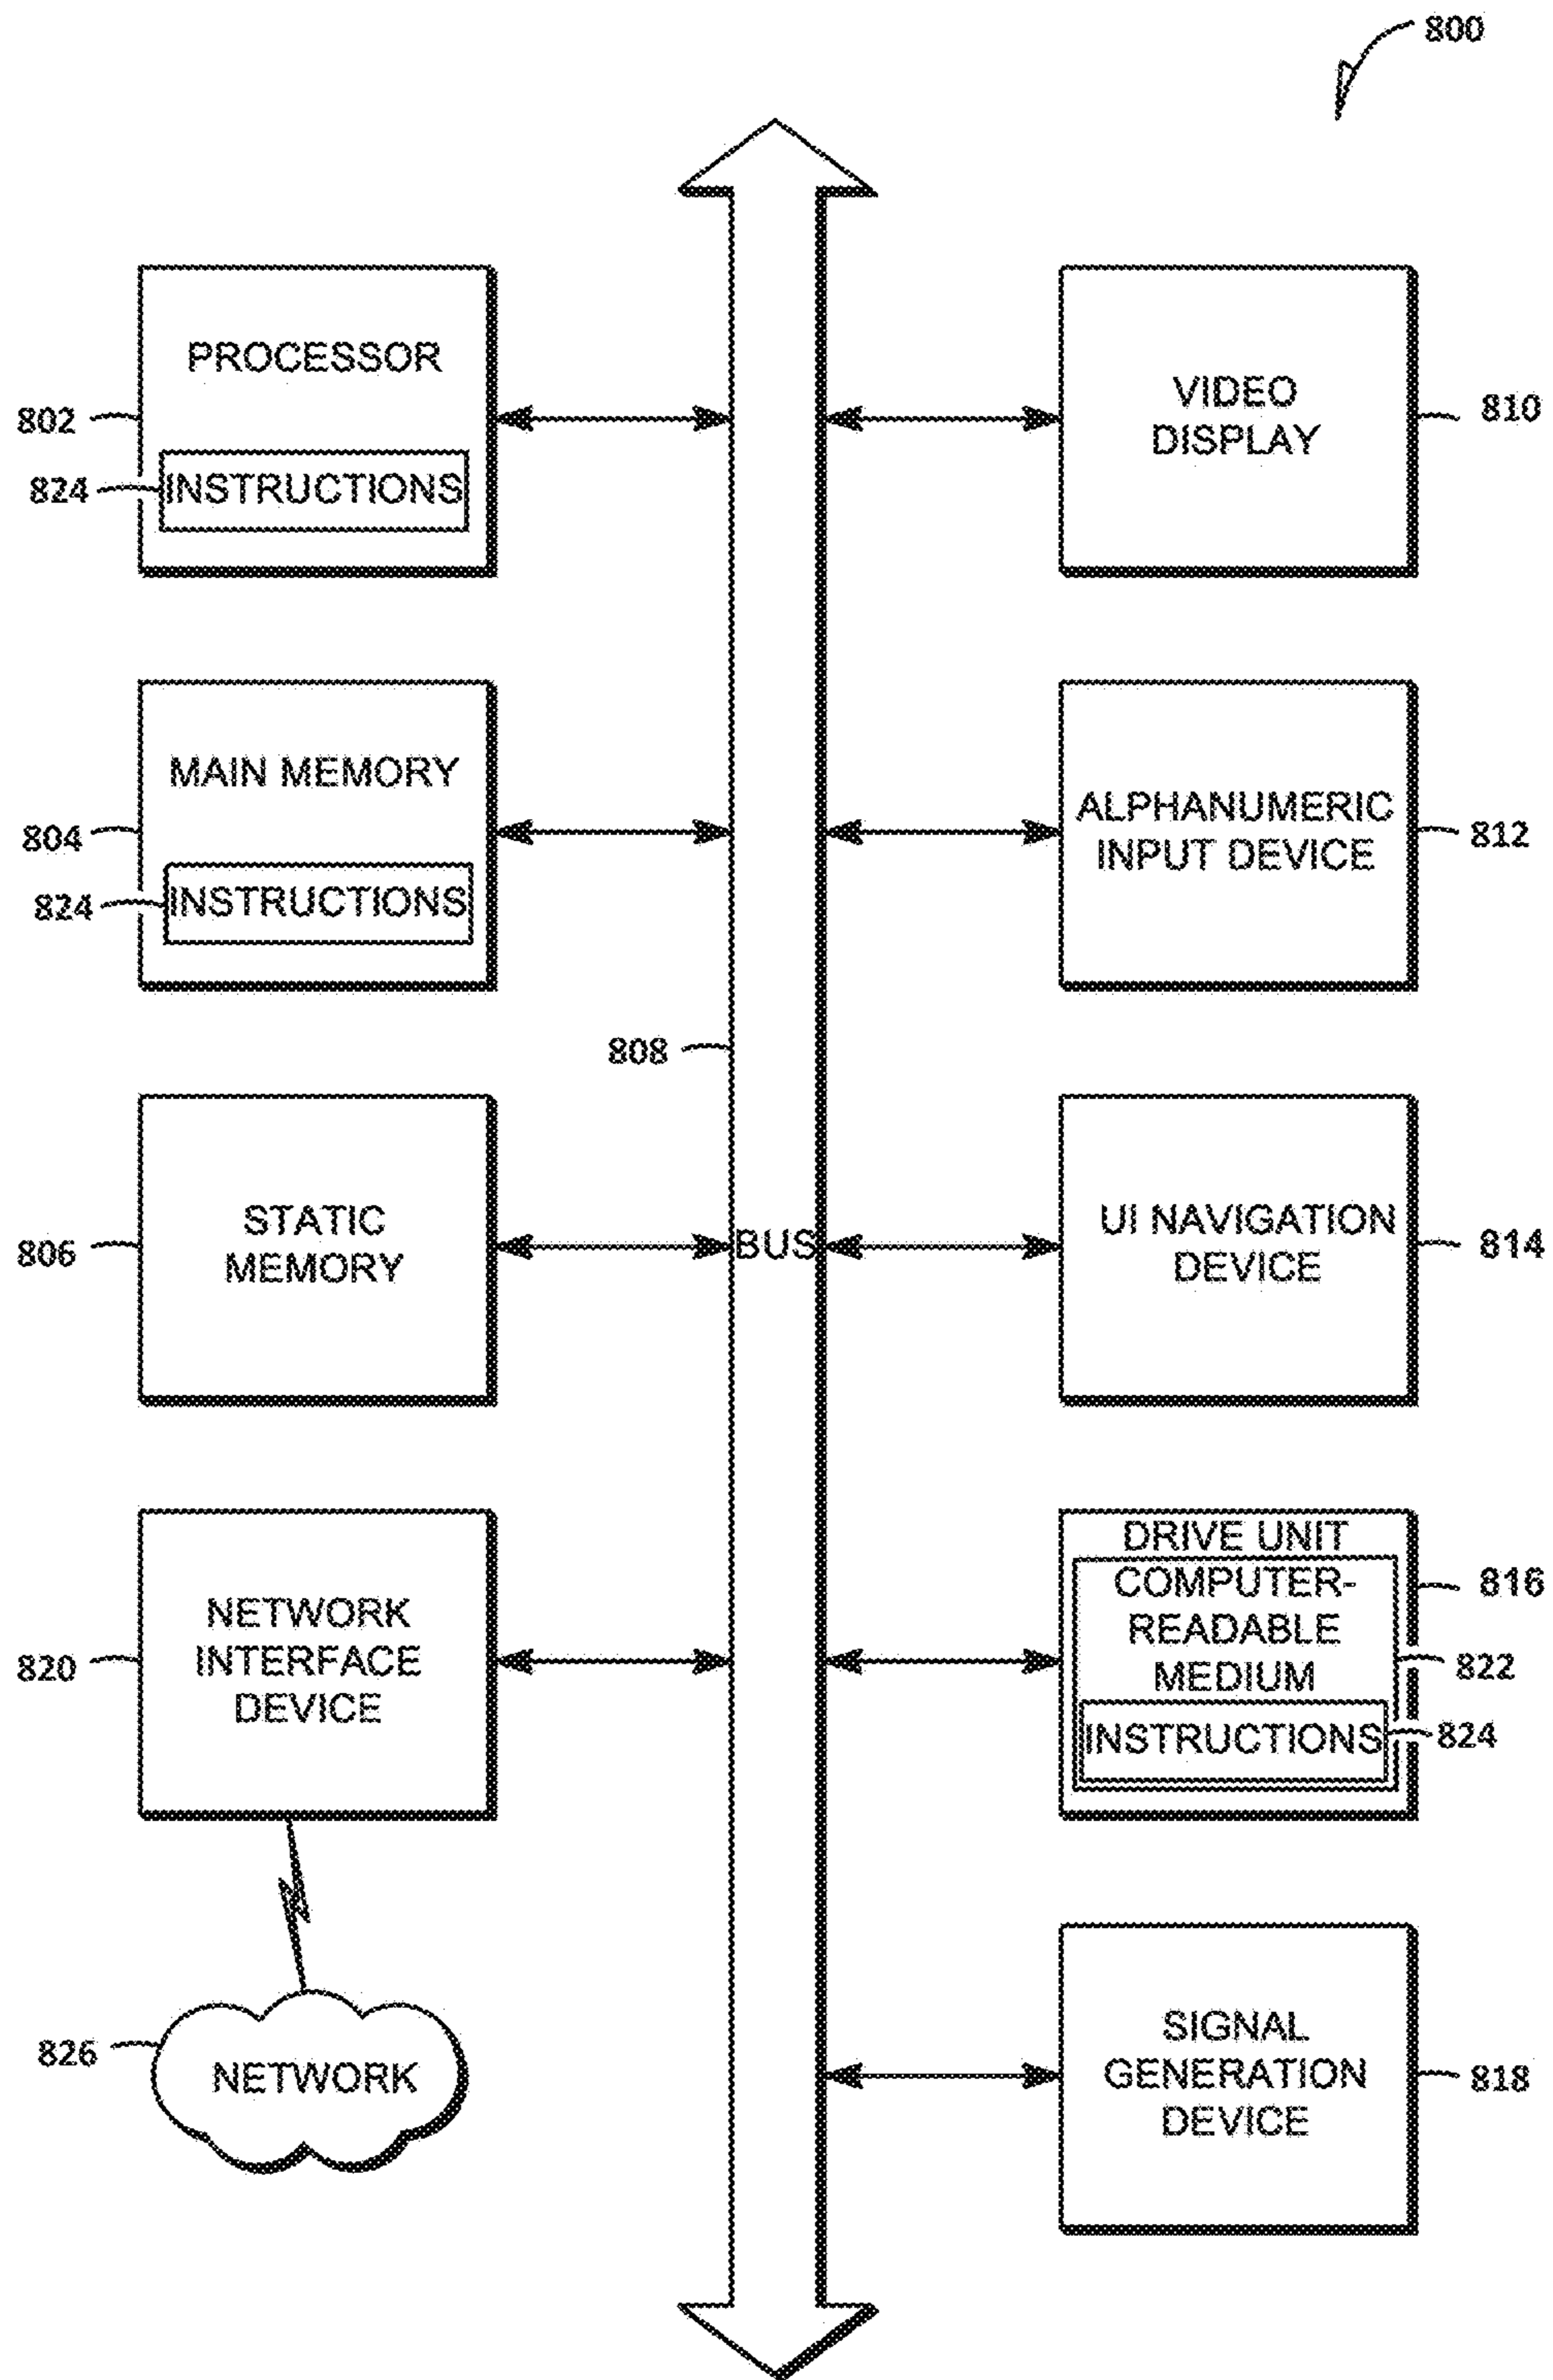 800
PROCESSOR
802
824
INSTRUCTIONS
VIDEO
DISPLAY
810
MAIN MEMORY
804
824
INSTRUCTIONS
ALPHANUMERIC
INPUT DEVICE
812
808
STATIC
MEMORY
806
BUS
UI NAVIGATION
DEVICE
814
NETWORK
INTERFACE
DEVICE
820
DRIVE UNIT
COMPUTER-
READABLE
MEDIUM
INSTRUCTIONS
816
822
824
826
NETWORK
SIGNAL
GENERATION
DEVICE
818